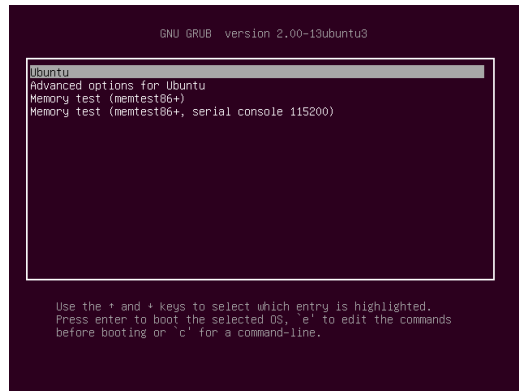 GNU GRUB  version 2.00-13ubuntu3
Ubuntu
Advanced options for Ubuntu
Memory test (memtest86+)
Memory test (memtest86+, serial console 115200)
Use the ↑ and ↓ keys to select which entry is highlighted.
Press enter to boot the selected OS, `e' to edit the commands
before booting or `c' for a command-line.